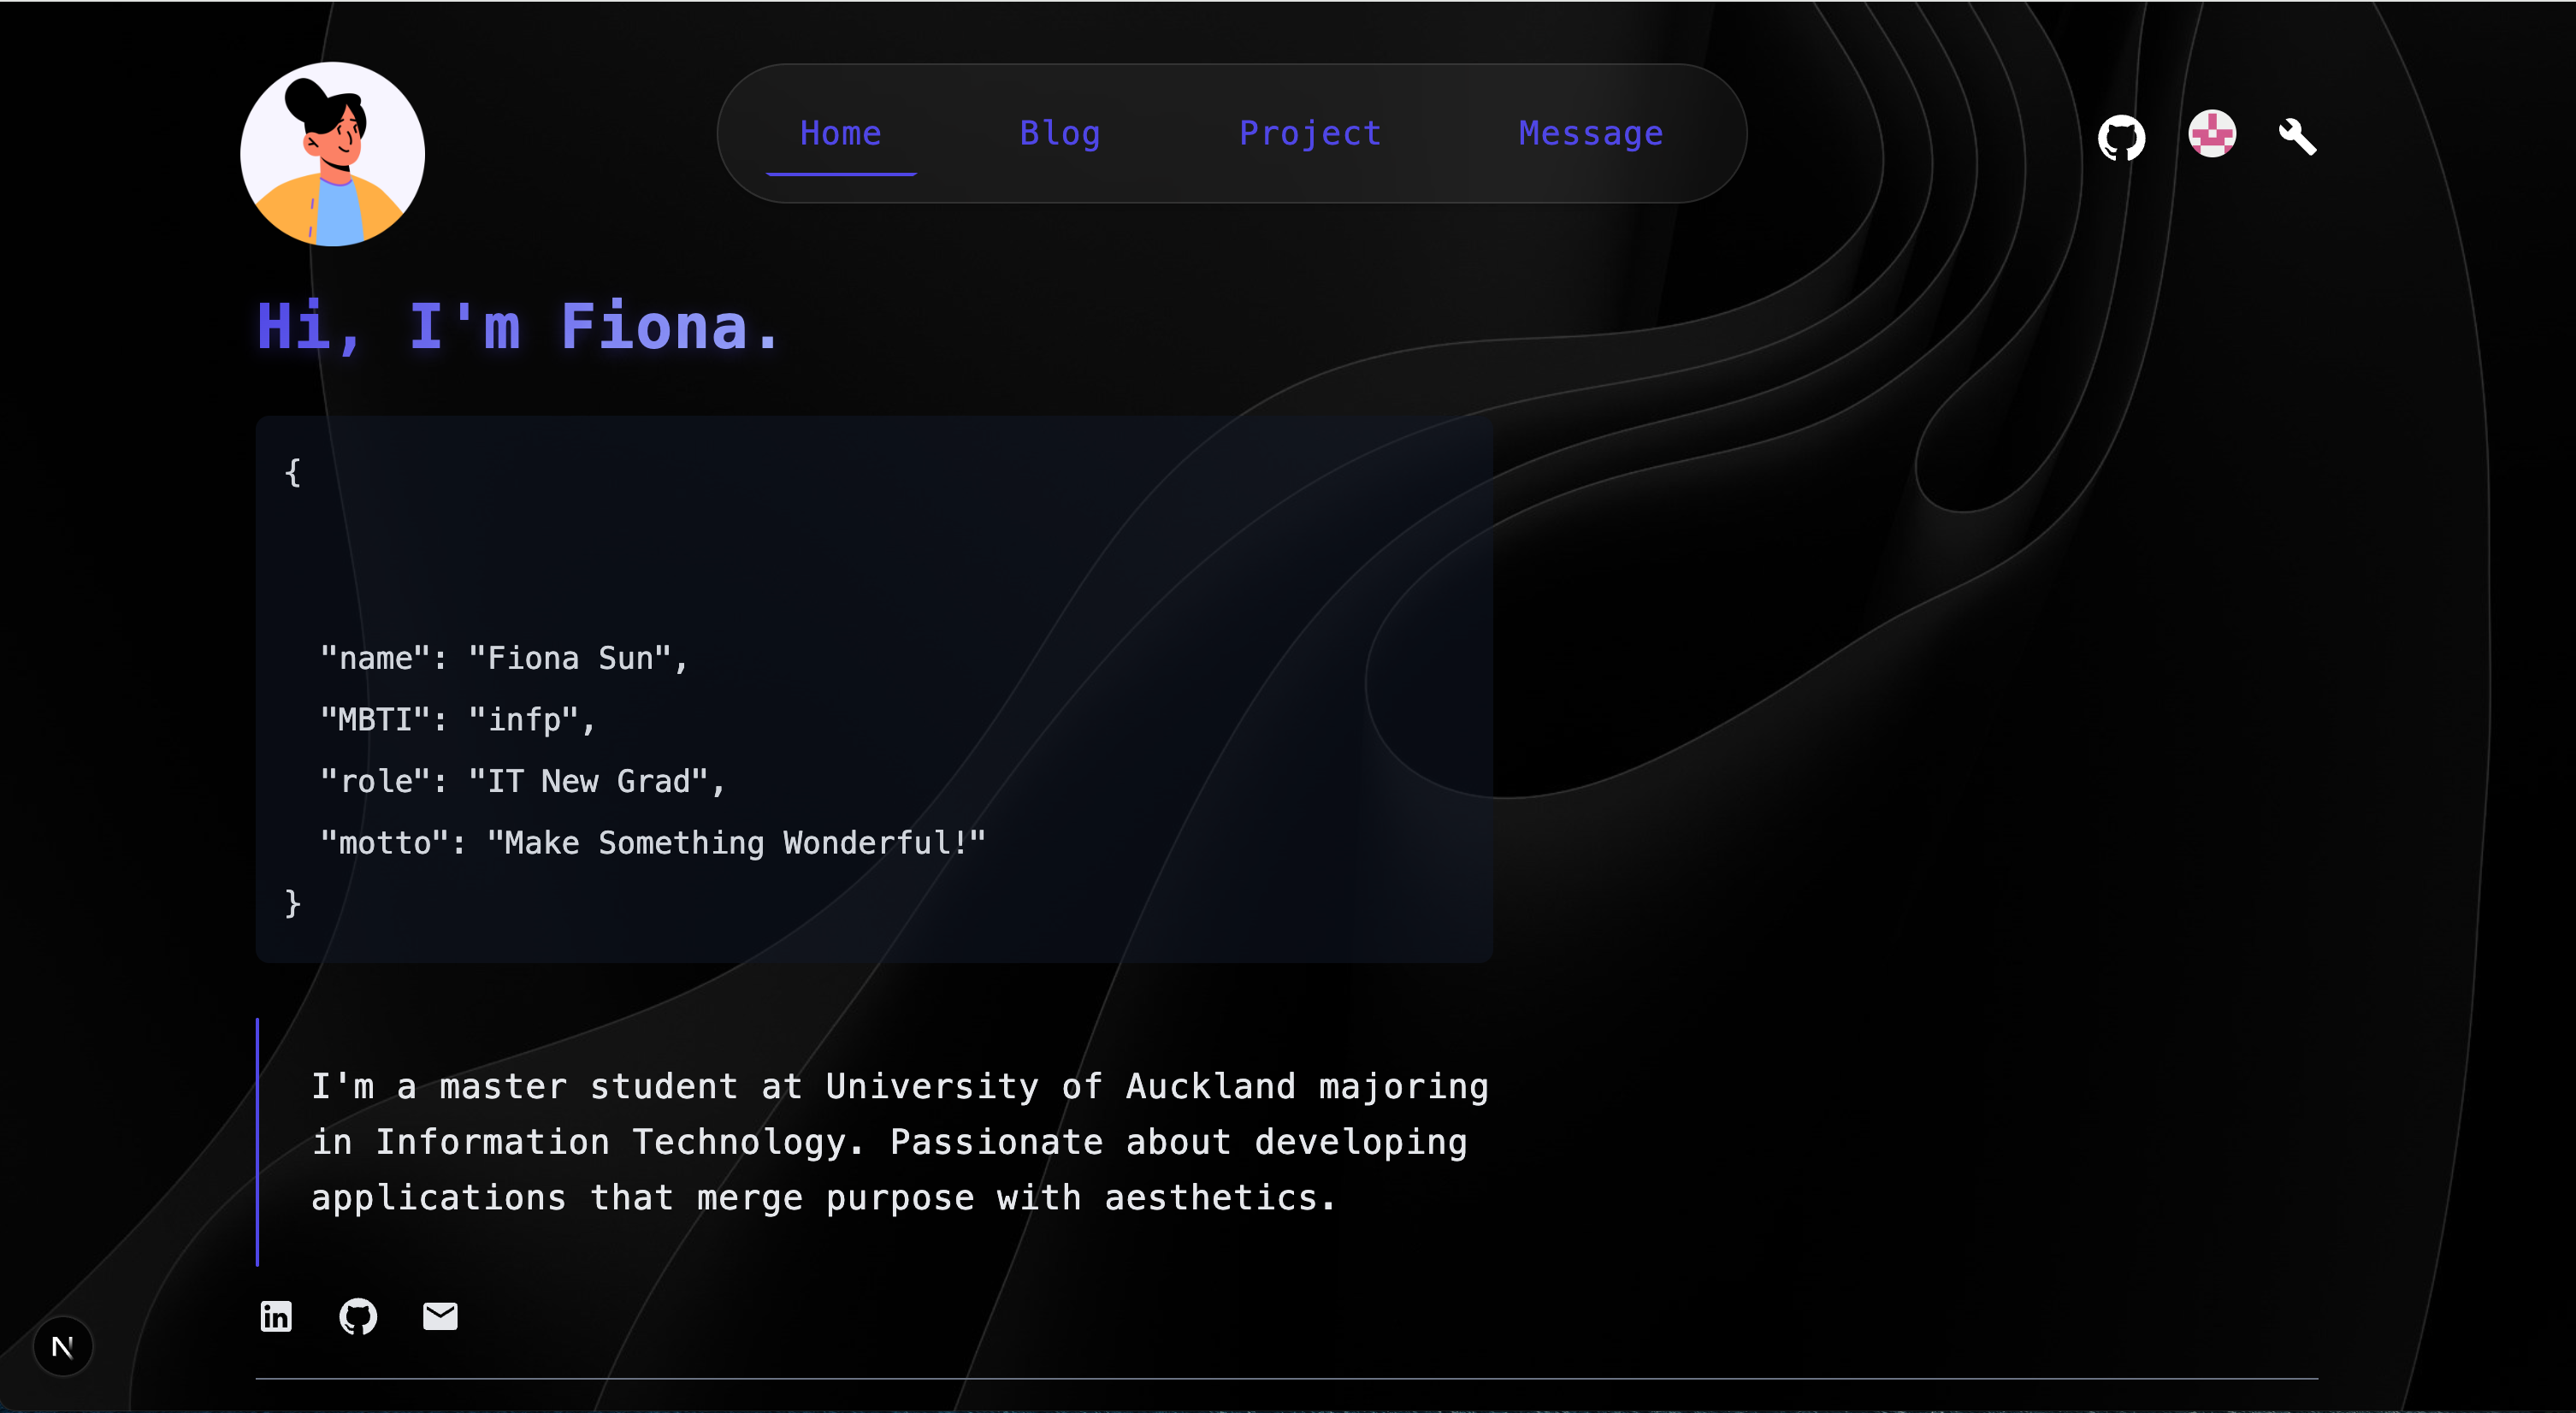 Home Blog Project Message
Hi, I'm Fiona.
{
"name": "Fiona Sun",
"MBTI": "infp",
"role": "IT New Grad",
"motto": "Make Something Wonderful!"
}
I'm a master student at University of Auckland majoring
in Information Technology. Passionate about developing
applications that merge purpose with aesthetics.
in
N